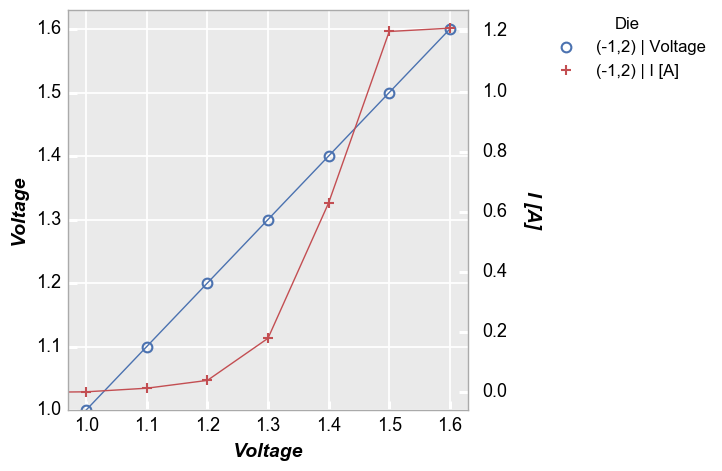 Die
(-1,2) | Voltage
(-1,2) | I [A]
1.6
1.5
1.4
1.3
1.2
1.1
1.0
Voltage
1.2
1.0
0.8
0.6
0.4
0.2
0.0
I [A]
1.0 1.1 1.2 1.3 1.4 1.5 1.6
Voltage